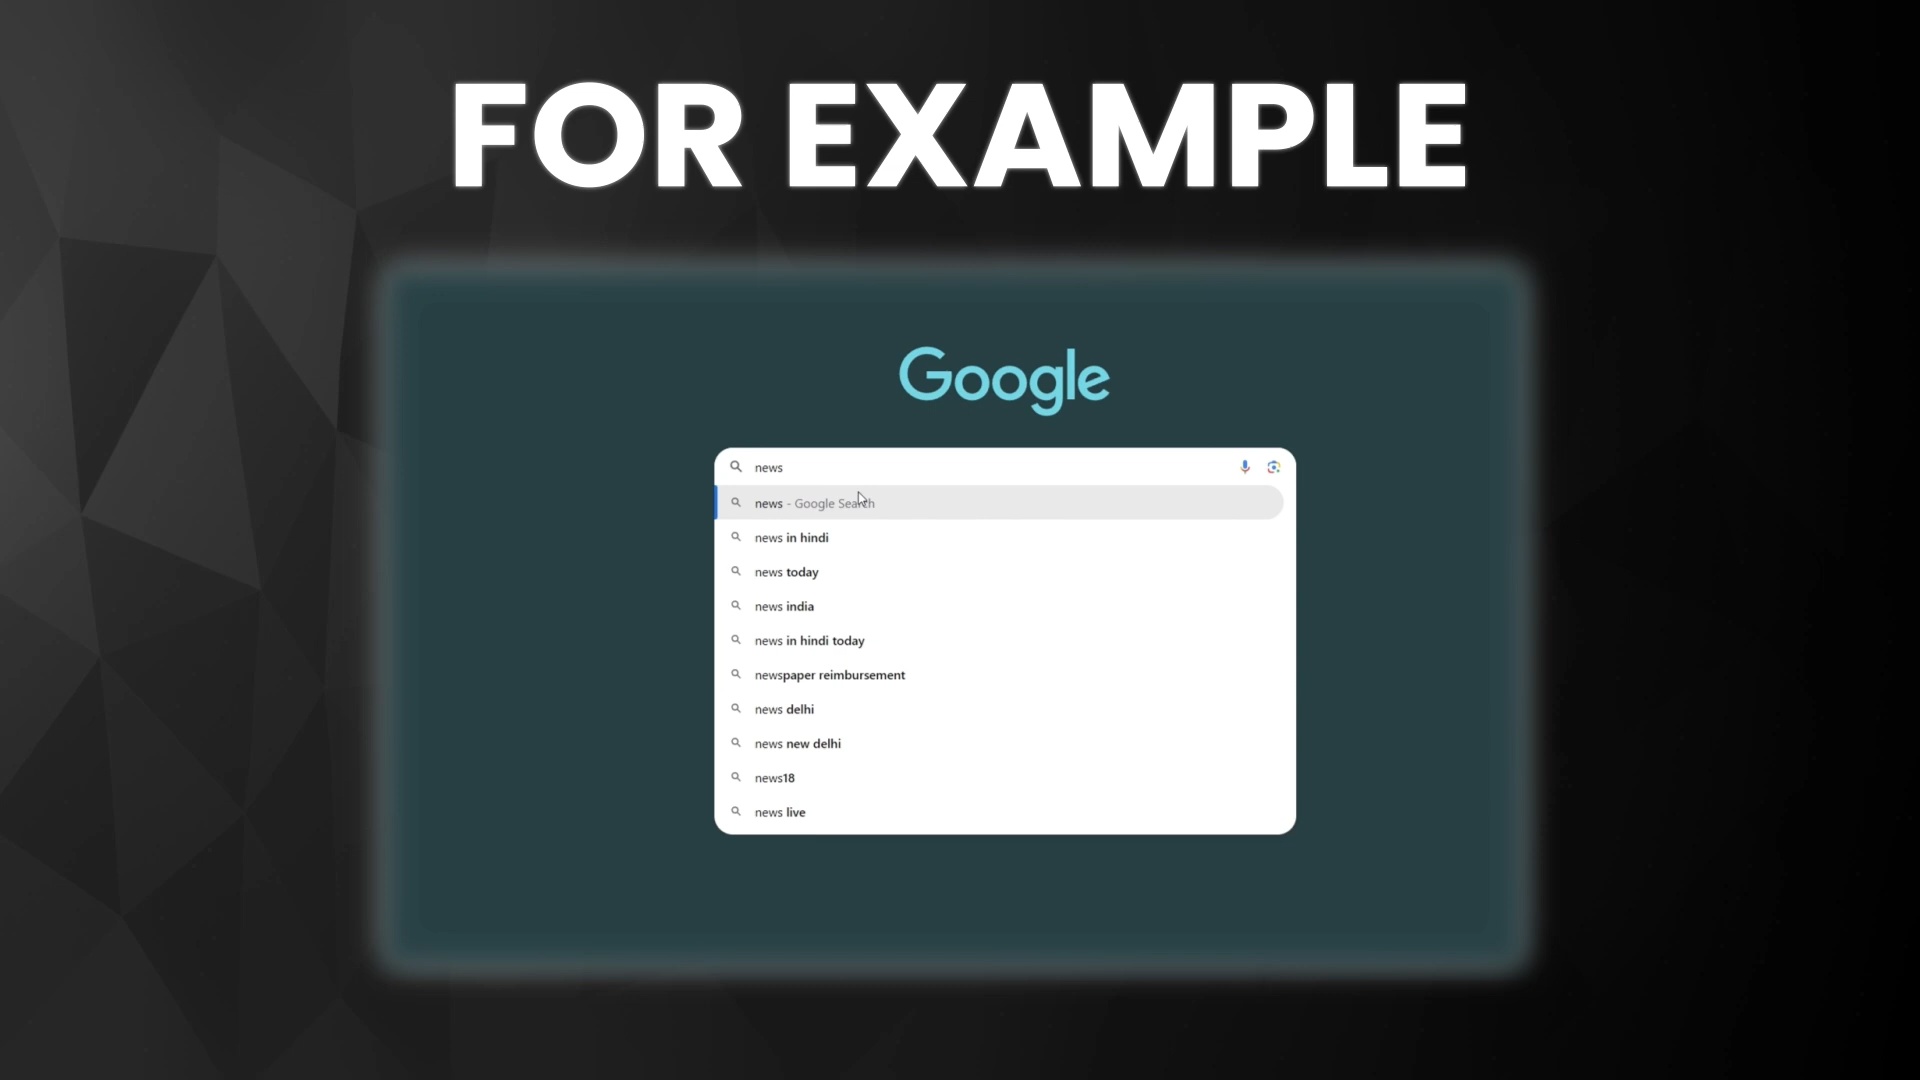 FOR EXAMPLE
Google
news
news - Google Search
news in hindi
news today
news india
news in hindi today
newspaper reimbursement
news delhi
news new delhi
news18
news live